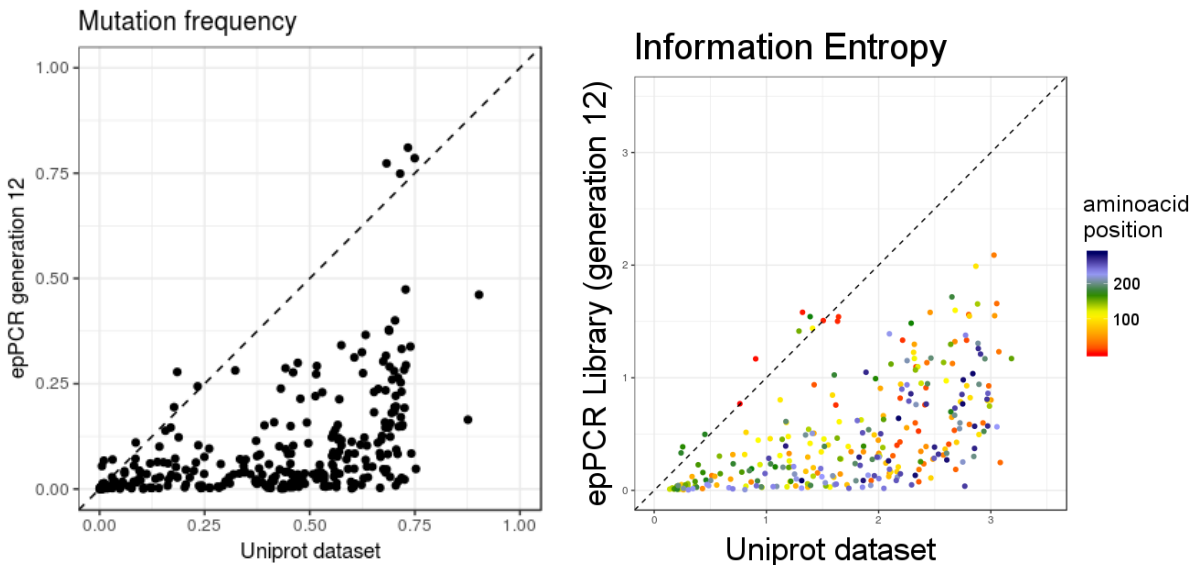 Mutation frequency
1.00
0.75
0.50
0.25
0.00
epPCR generation 12
0.00 0.25 0.50 0.75 1.00
Uniprot dataset
Information Entropy
3
2
1
0
epPCR Library (generation 12)
0 1 2 3
Uniprot dataset
aminoacid
position
200
100